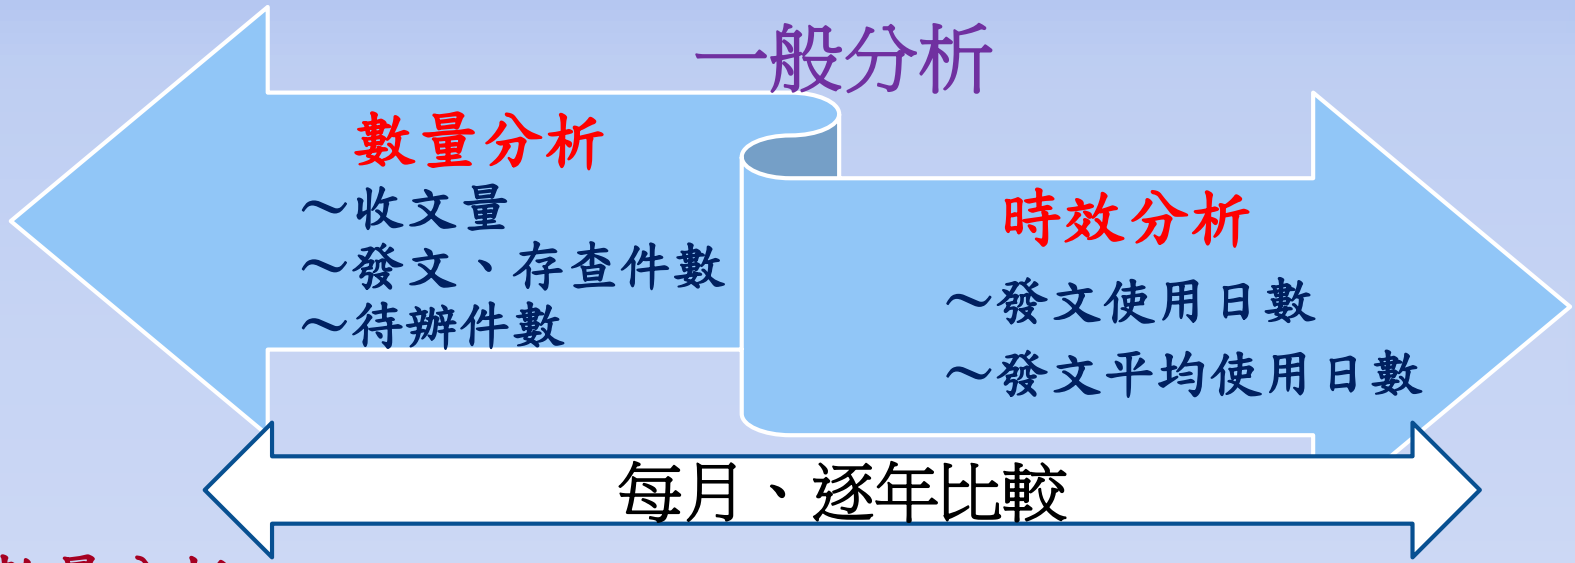 一般分析
數量分析
～收文量
～發文、存查件數
～待辦件數
時效分析
～發文使用日數
～發文平均使用日數
每月、逐年比較